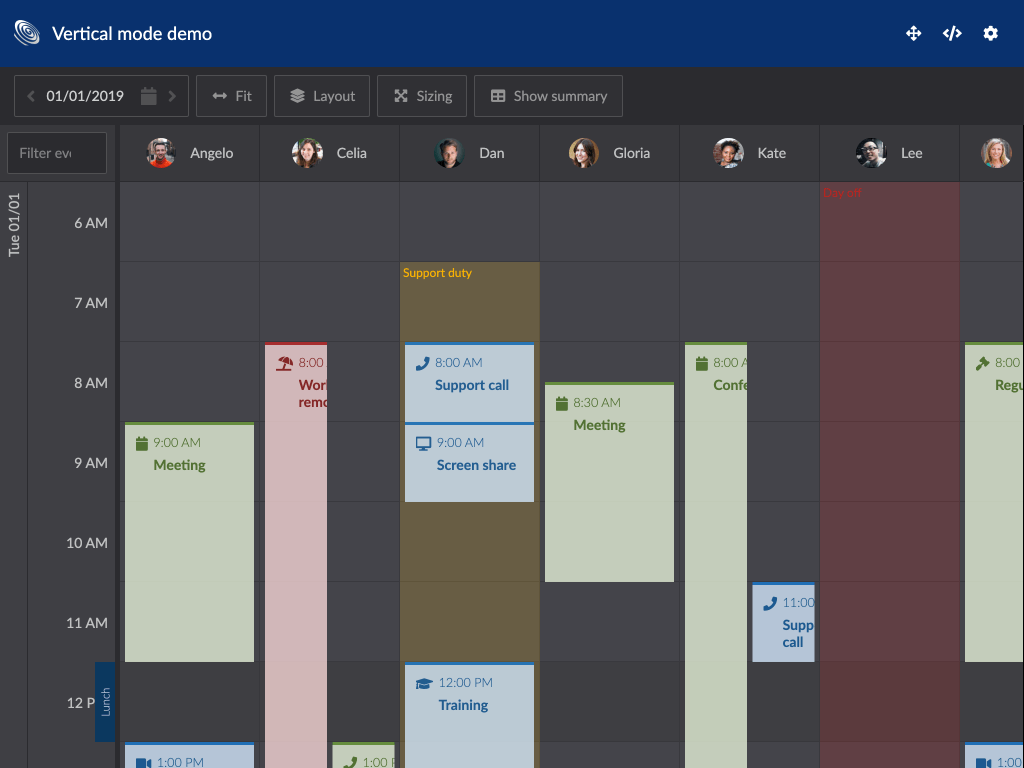 Vertical mode demo
01/01/2019
Fit
Layout
Sizing
Show summary
Filter eve
Angelo
Celia
Dan
Gloria
Kate
Lee
Tue 01/01
6 AM
7 AM
8 AM
9 AM
10 AM
11 AM
12 P
Lunch
9:00 AM
Meeting
1:00 PM
8:00
Work
remo
1:00 P
Support duty
8:00 AM
Support call
9:00 AM
Screen share
12:00 PM
Training
8:30 AM
Meeting
8:00 A
Confe
11:00
Supp
call
Day off
8:00
Regu
1:00